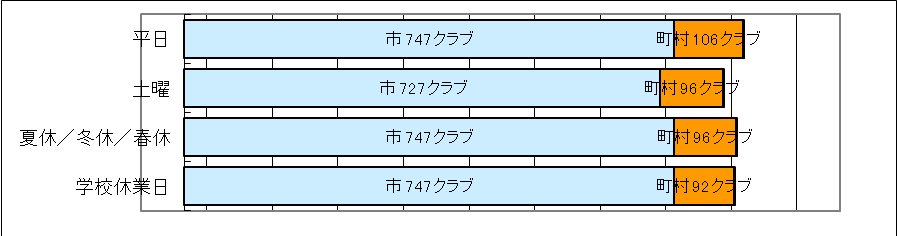 平日 市747クラブ 町村106クラブ
土曜 市727クラブ 町村96クラブ
夏休／冬休／春休 市747クラブ 町村96クラブ
学校休業日 市747クラブ 町村92クラブ